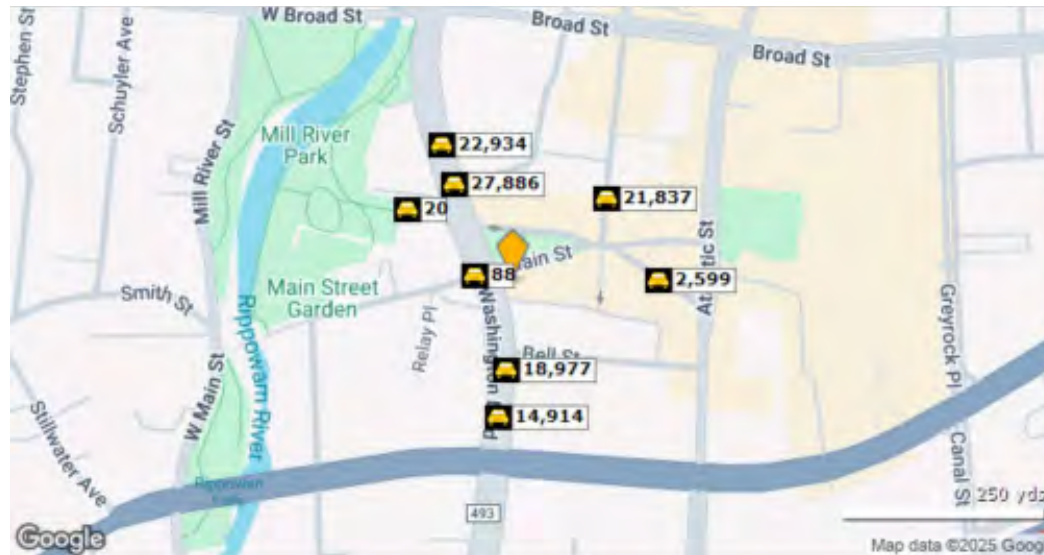 W Broad St
Broad St
Broad St
Stephen St
Schuyler Ave
Mill River St
Mill River
Park
22,934
27,886
20
21,837
Main St
88
2,599
Atlantic St
Main Street
Garden
Smith St
Relay Pl
Washington
Rippowam River
Bell St
18,977
14,914
Greyrock Pl
W Main St
Stillwater Ave
Rippowam
Canal St
493
250 yds
Google
Map data ©2025 Goog